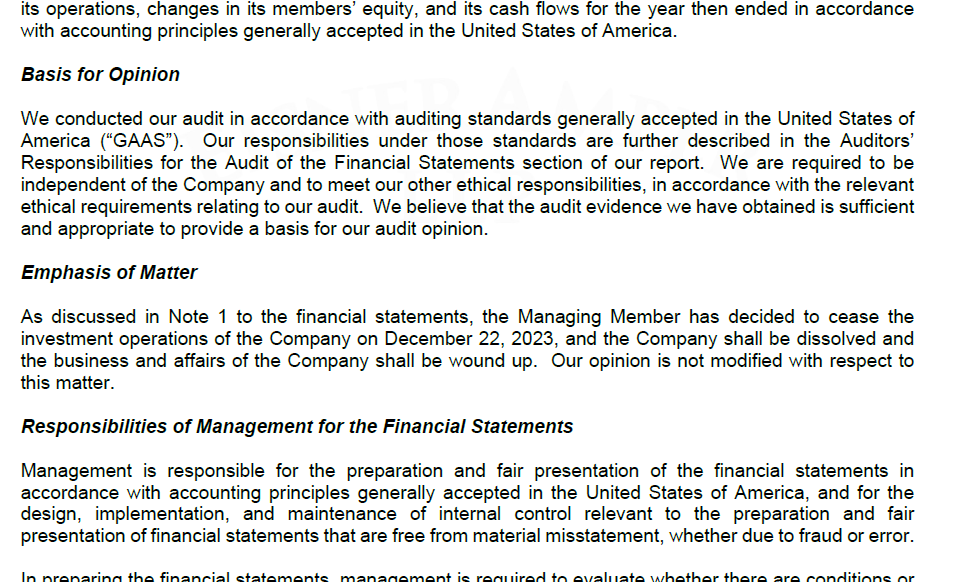 its operations, changes in its members’ equity, and its cash flows for the year then ended in accordance
with accounting principles generally accepted in the United States of America.
Basis for Opinion
We conducted our audit in accordance with auditing standards generally accepted in the United States of
America (“GAAS”).  Our responsibilities under those standards are further described in the Auditors’
Responsibilities for the Audit of the Financial Statements section of our report.  We are required to be
independent of the Company and to meet our other ethical responsibilities, in accordance with the relevant
ethical requirements relating to our audit.  We believe that the audit evidence we have obtained is sufficient
and appropriate to provide a basis for our audit opinion.
Emphasis of Matter
As discussed in Note 1 to the financial statements, the Managing Member has decided to cease the
investment operations of the Company on December 22, 2023, and the Company shall be dissolved and
the business and affairs of the Company shall be wound up.  Our opinion is not modified with respect to
this matter.
Responsibilities of Management for the Financial Statements
Management is responsible for the preparation and fair presentation of the financial statements in
accordance with accounting principles generally accepted in the United States of America, and for the
design, implementation, and maintenance of internal control relevant to the preparation and fair
presentation of financial statements that are free from material misstatement, whether due to fraud or error.
In preparing the financial statements, management is required to evaluate whether there are conditions or